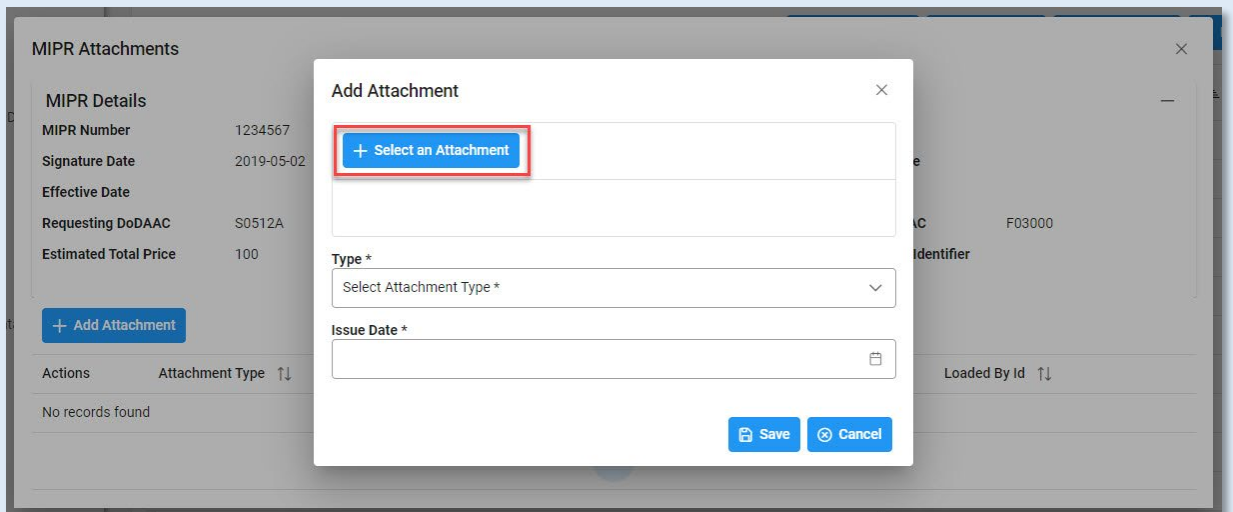 MIPR Attachments
Add Attachment
MIPR Details
MIPR Number 1234567
+ Select an Attachment
Signature Date 2019-05-02 e
Effective Date
Requesting DoDAAC S0512A AC F03000
Estimated Total Price 100 Identifier
Type *
Select Attachment Type *
+ Add Attachment
Issue Date *
Actions Attachment Type Loaded By Id
No records found
Save Cancel